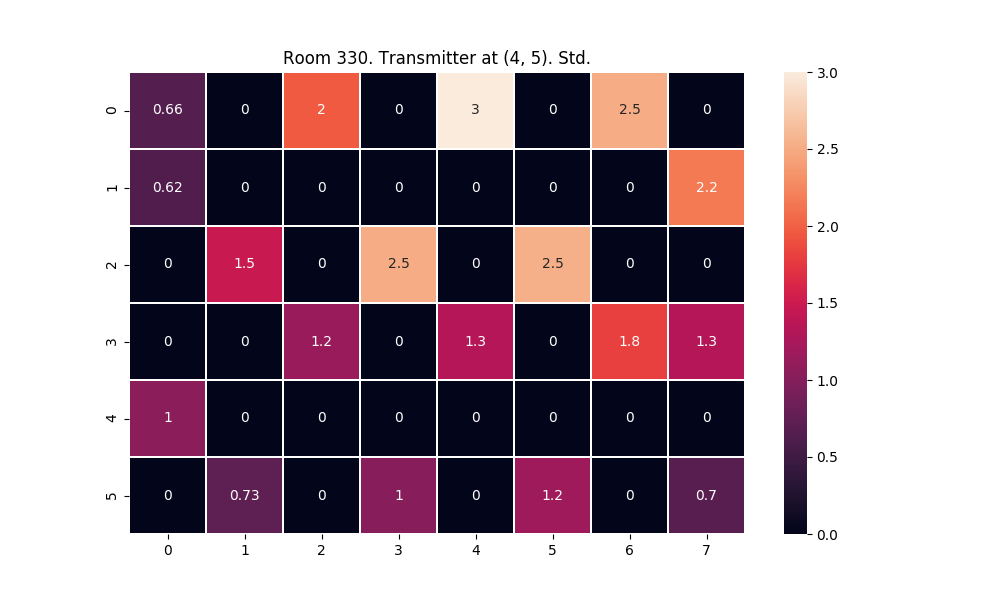 Room 330. Transmitter at (4, 5). Std.
0 0.66 0 2 0 3 0 2.5 0
1 0.62 0 0 0 0 0 0 2.2
2 0 1.5 0 2.5 0 2.5 0 0
3 0 0 1.2 0 1.3 0 1.8 1.3
4 1 0 0 0 0 0 0 0
5 0 0.73 0 1 0 1.2 0 0.7
0 1 2 3 4 5 6 7
3.0
2.5
2.0
1.5
1.0
0.5
0.0